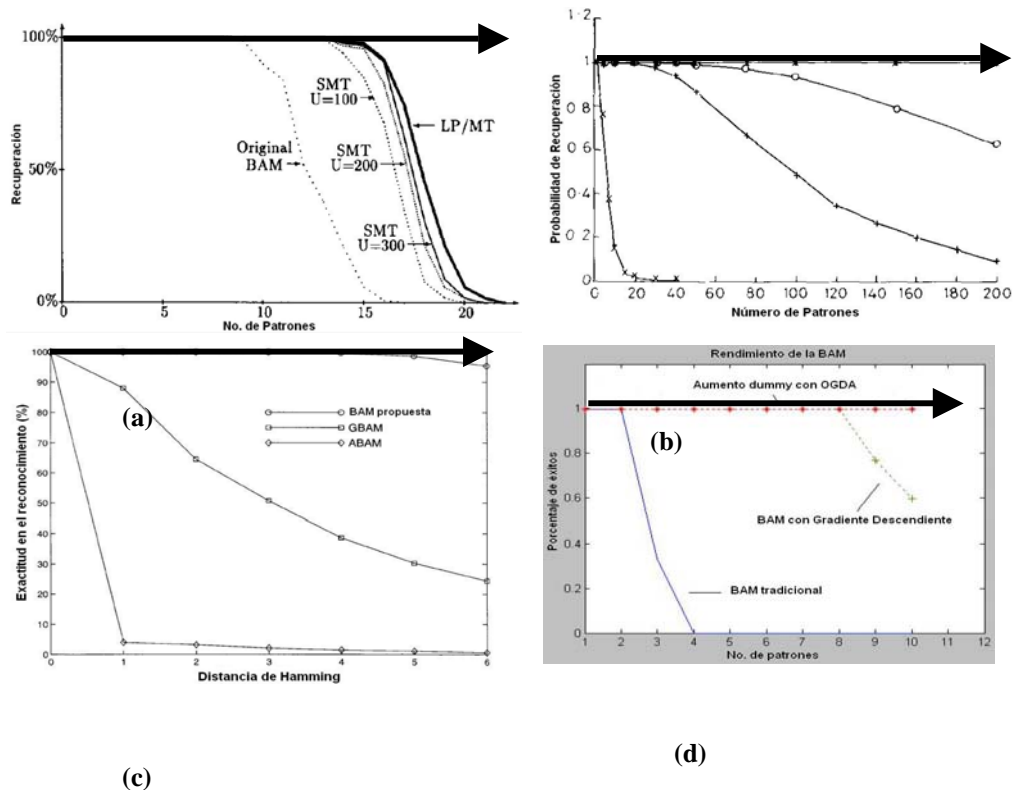 100%
50%
0%
Recuperación
Original
BAM
SMT
U=100
SMT
U=200
SMT
U=300
LP/MT
0 5 10 15 20
No. de Patrones
1·2
1
0·8
0·6
0·4
0·2
0
Probabilidad de Recuperación
0 20 40 60 80 100 120 140 160 180 200
Número de Patrones
100
90
80
70
60
50
40
30
20
10
0
Exactitud en el reconocimiento (%)
(a)
BAM propuesta
GBAM
ABAM
0 1 2 3 4 5 6
Distancia de Hamming
Rendimiento de la BAM
Aumento dummy con OGDA
(b)
1
0.8
0.6
0.4
0.2
0
Porcentaje de exitos
BAM con Gradiente Descendiente
BAM tradicional
1 2 3 4 5 6 7 8 9 10 11 12
No. de patrones
(c)
(d)